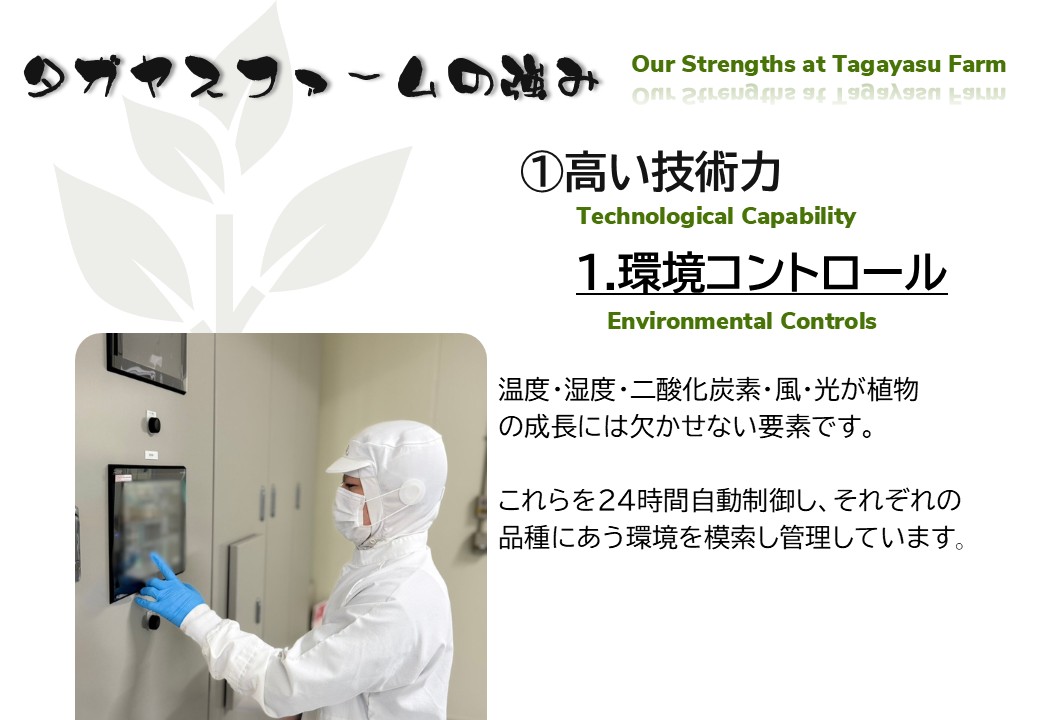 タガヤスファームの強み
Our Strengths at Tagayasu Farm
①高い技術力
Technological Capability
1.環境コントロール
Environmental Controls
温度・湿度・二酸化炭素・風・光が植物
の成長には欠かせない要素です。
これらを24時間自動制御し、それぞれの
品種にあう環境を模索し管理しています。